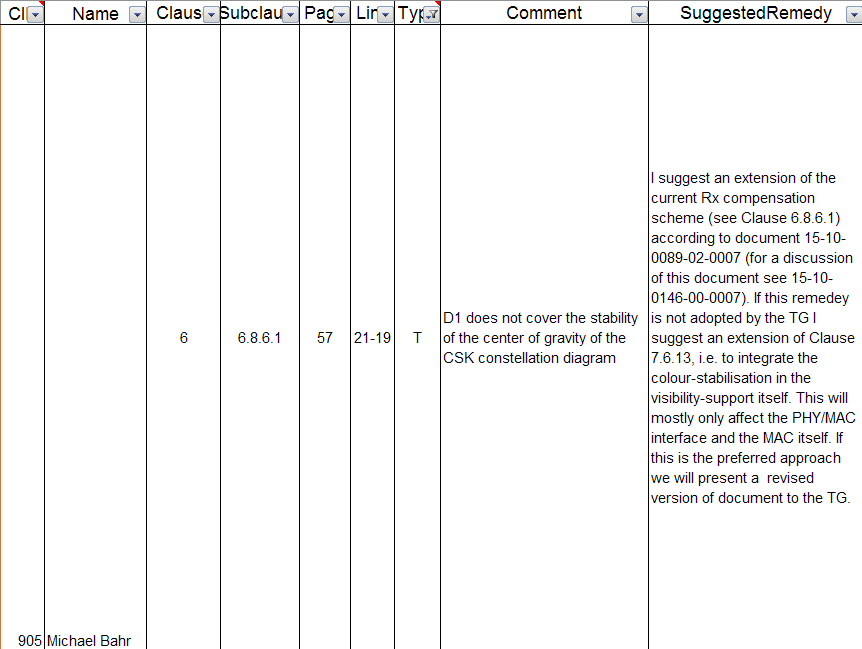 CI Name Claus Subclau Pag Lin Typ Comment SuggestedRemedy
I suggest an extension of the
current Rx compensation
scheme (see Clause 6.8.6.1)
according to document 15-10-
0089-02-0007 (for a discussion
of this document see 15-10-
0146-00-0007). If this remedey
is not adopted by the TG I
suggest an extension of Clause
7.6.13, i.e. to integrate the
colour-stabilisation in the
visibility-support itself. This will
mostly only affect the PHY/MAC
interface and the MAC itself. If
this is the preferred approach
we will present a revised
version of document to the TG.
D1 does not cover the stability
of the center of gravity of the
CSK constellation diagram
6 6.8.6.1 57 21-19 T
905 Michael Bahr